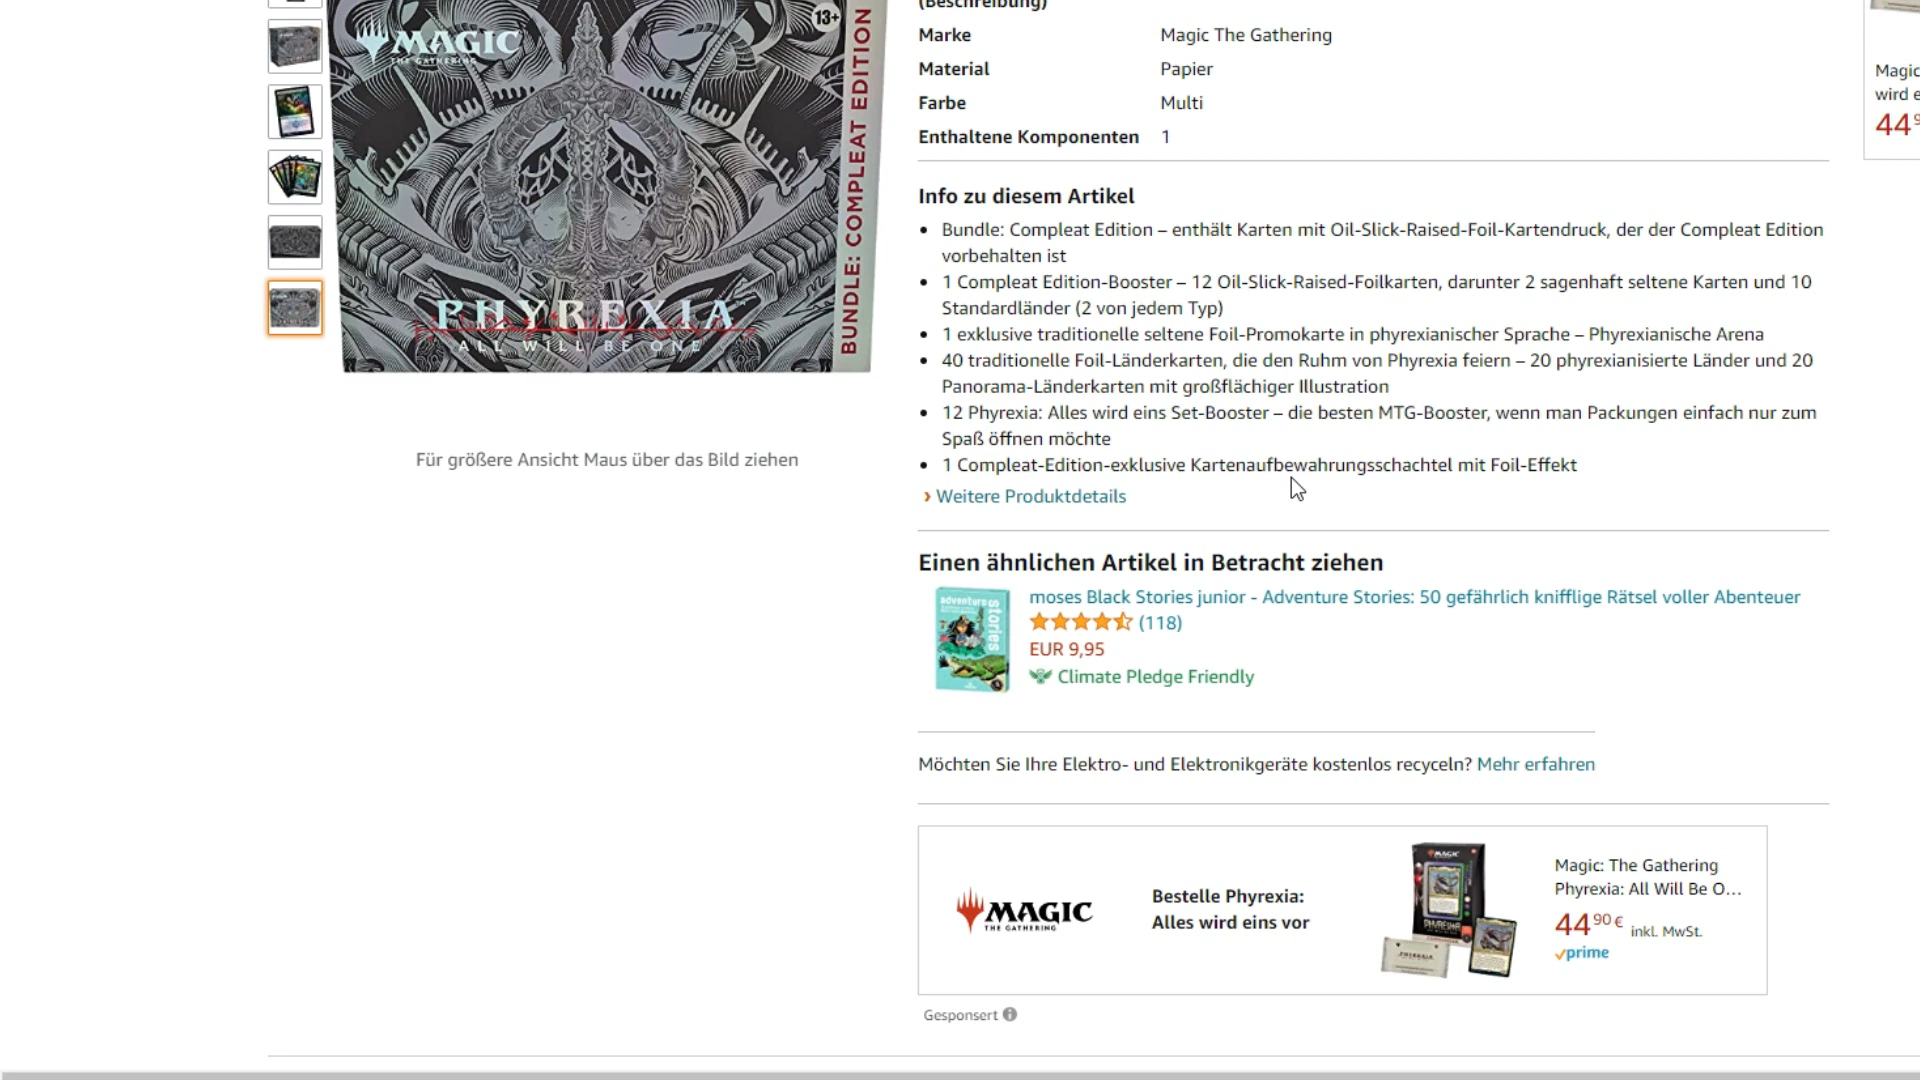 (Beschreibung)
Marke Magic The Gathering
Material Papier
Farbe Multi
Enthaltene Komponenten 1
MAGIC
THE GATHERING
13+
BUNDLE: COMPLEAT EDITION
PHYREXIA
ALL WILL BE ONE
Für größere Ansicht Maus über das Bild ziehen
Info zu diesem Artikel
Bundle: Compleat Edition – enthält Karten mit Oil-Slick-Raised-Foil-Kartendruck, der der Compleat Edition
vorbehalten ist
1 Compleat Edition-Booster – 12 Oil-Slick-Raised-Foilkarten, darunter 2 sagenhaft seltene Karten und 10
Standardländer (2 von jedem Typ)
1 exklusive traditionelle seltene Foil-Promokarte in phyrexianischer Sprache – Phyrexianische Arena
40 traditionelle Foil-Länderkarten, die den Ruhm von Phyrexia feiern – 20 phyrexianisierte Länder und 20
Panorama-Länderkarten mit großflächiger Illustration
12 Phyrexia: Alles wird eins Set-Booster – die besten MTG-Booster, wenn man Packungen einfach nur zum
Spaß öffnen möchte
1 Compleat-Edition-exklusive Kartenaufbewahrungsschachtel mit Foil-Effekt
› Weitere Produktdetails
Einen ähnlichen Artikel in Betracht ziehen
adventure
stories
moses Black Stories junior - Adventure Stories: 50 gefährlich knifflige Rätsel voller Abenteuer
(118)
EUR 9,95
Climate Pledge Friendly
Möchten Sie Ihre Elektro- und Elektronikgeräte kostenlos recyceln? Mehr erfahren
MAGIC
THE GATHERING
Bestelle Phyrexia:
Alles wird eins vor
MAGIC
Magic: The Gathering
Phyrexia: All Will Be O...
44 90 € inkl. MwSt.
prime
Gesponsert
Magic
wird e
44 9